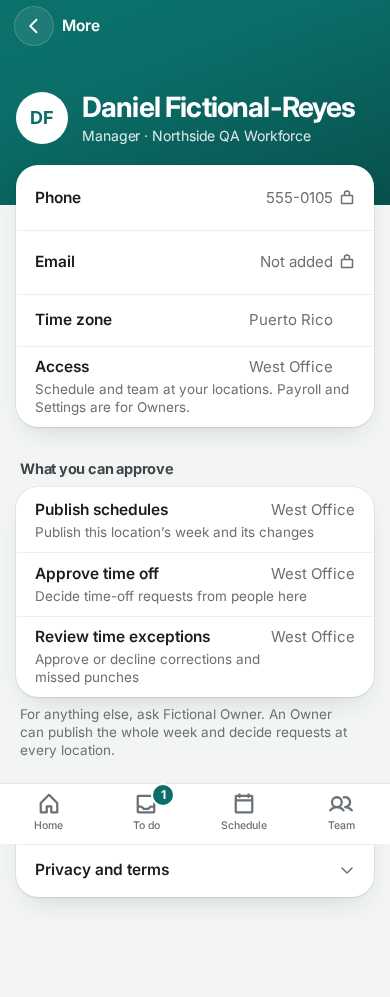 More
DF
Daniel Fictional-Reyes
Manager · Northside QA Workforce
Phone
555-0105
Email
Not added
Time zone
Puerto Rico
Access
West Office
Schedule and team at your locations. Payroll and
Settings are for Owners.
What you can approve
Publish schedules
West Office
Publish this location's week and its changes
Approve time off
West Office
Decide time-off requests from people here
Review time exceptions
West Office
Approve or decline corrections and
missed punches
For anything else, ask Fictional Owner. An Owner
can publish the whole week and decide requests at
every location.
1
Home
To do
Schedule
Team
Privacy and terms